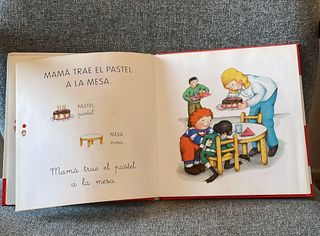 MAMÁ TRAE EL PASTEL
A LA MESA.
PASTEL
pastel
MESA
mesa
Mamá trae el pastel
a la mesa.